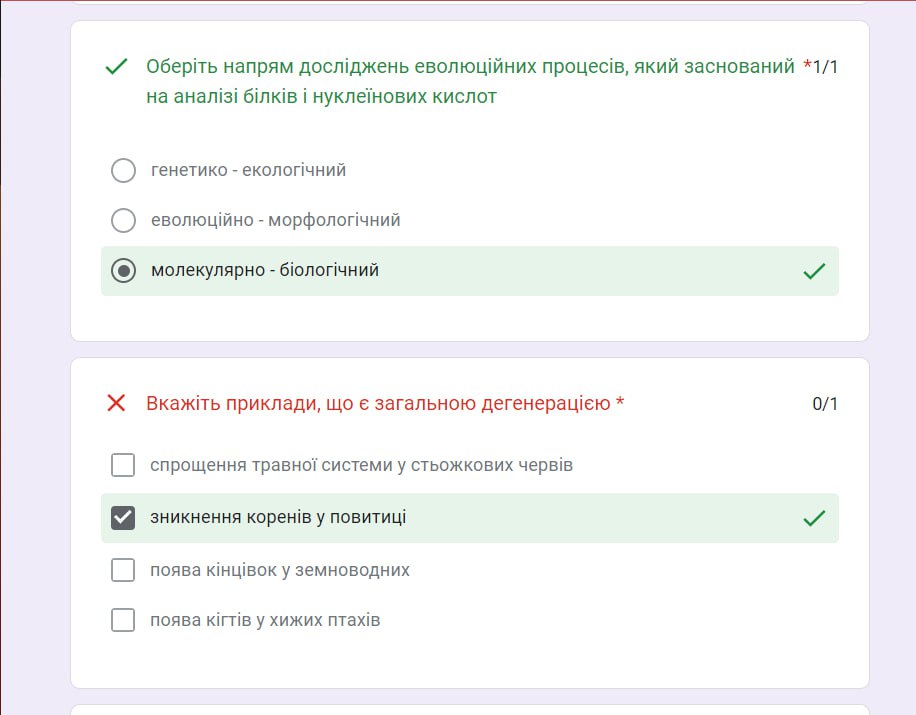 Оберіть напрям досліджень еволюційних процесів, який заснований *1/1
на аналізі білків і нуклеїнових кислот
генетико - екологічний
еволюційно - морфологічний
молекулярно - біологічний
Вкажіть приклади, що є загальною дегенерацією * 0/1
спрощення травної системи у стьожкових червів
зникнення коренів у повитиці
поява кінцівок у земноводних
поява кігтів у хижих птахів